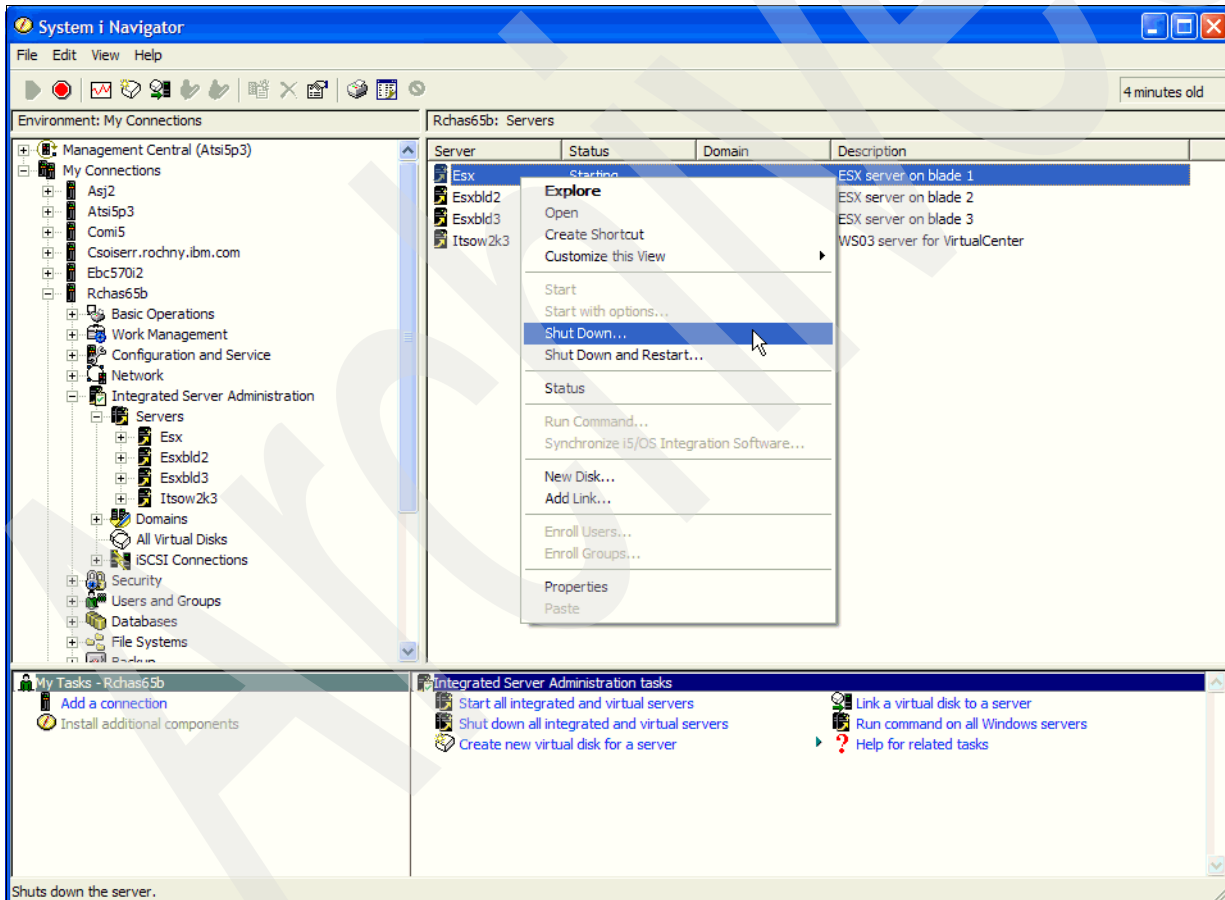 System i Navigator
File Edit View Help
4 minutes old
Environment: My Connections
Rchas65b: Servers
Management Central (Atsi5p3)
My Connections
Asj2
Atsi5p3
Comi5
Csoiserr.rochny.ibm.com
Ebc570i2
Rchas65b
Basic Operations
Work Management
Configuration and Service
Network
Integrated Server Administration
Servers
Esx
Esxbld2
Esxbld3
Itsow2k3
Domains
All Virtual Disks
iSCSI Connections
Security
Users and Groups
Databases
File Systems
Backup
Server Status Domain Description
Esx Starting ESX server on blade 1
Esxbld2 ESX server on blade 2
Esxbld3 ESX server on blade 3
Itsow2k3 WS03 server for VirtualCenter
Explore
Open
Create Shortcut
Customize this View
Start
Start with options...
Shut Down...
Shut Down and Restart...
Status
Run Command...
Synchronize i5/OS Integration Software...
New Disk...
Add Link...
Enroll Users...
Enroll Groups...
Properties
Paste
My Tasks - Rchas65b
Add a connection
Install additional components
Integrated Server Administration tasks
Start all integrated and virtual servers
Shut down all integrated and virtual servers
Create new virtual disk for a server
Link a virtual disk to a server
Run command on all Windows servers
Help for related tasks
Shuts down the server.